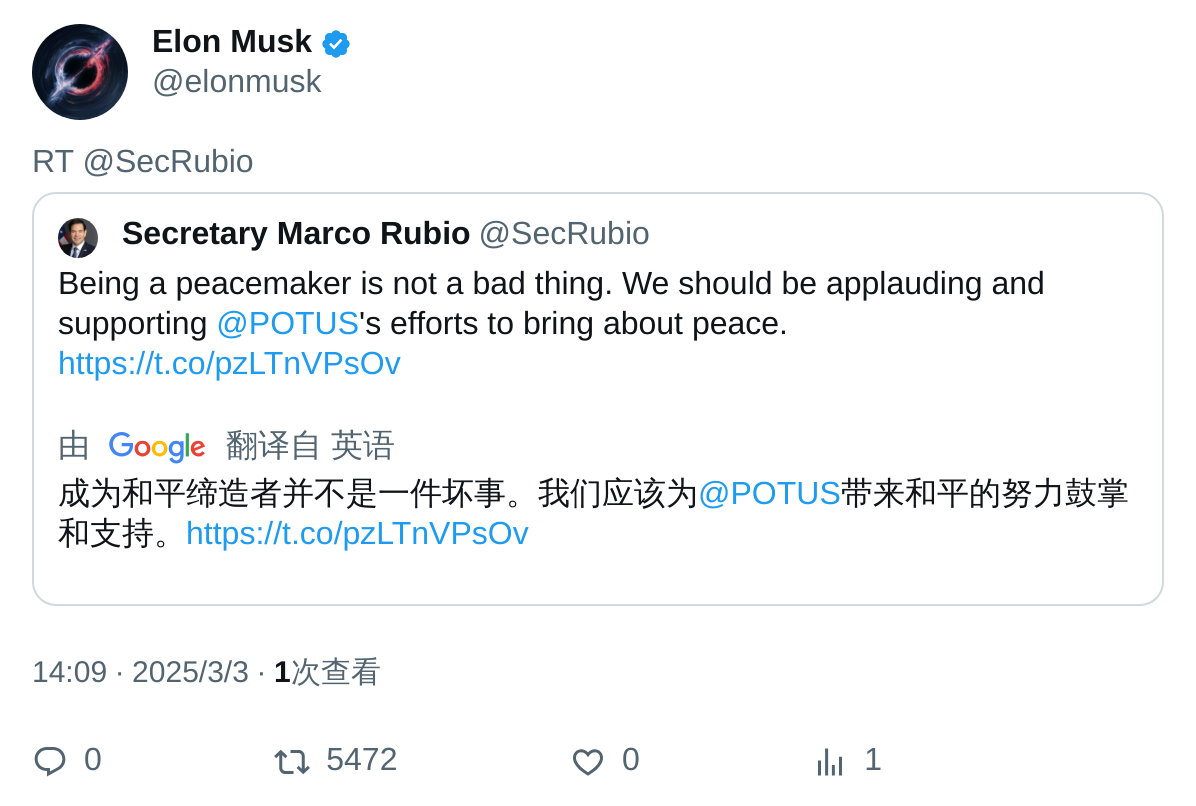 Elon Musk
@elonmusk
RT @SecRubio
Secretary Marco Rubio @SecRubio
Being a peacemaker is not a bad thing. We should be applauding and
supporting @POTUS's efforts to bring about peace.
https://t.co/pzLTnVPsOv
由 Google 翻译自 英语
成为和平缔造者并不是一件坏事。我们应该为@POTUS带来和平的努力鼓掌
和支持。https://t.co/pzLTnVPsOv
14:09 · 2025/3/3 · 1次查看
0 5472 0 1